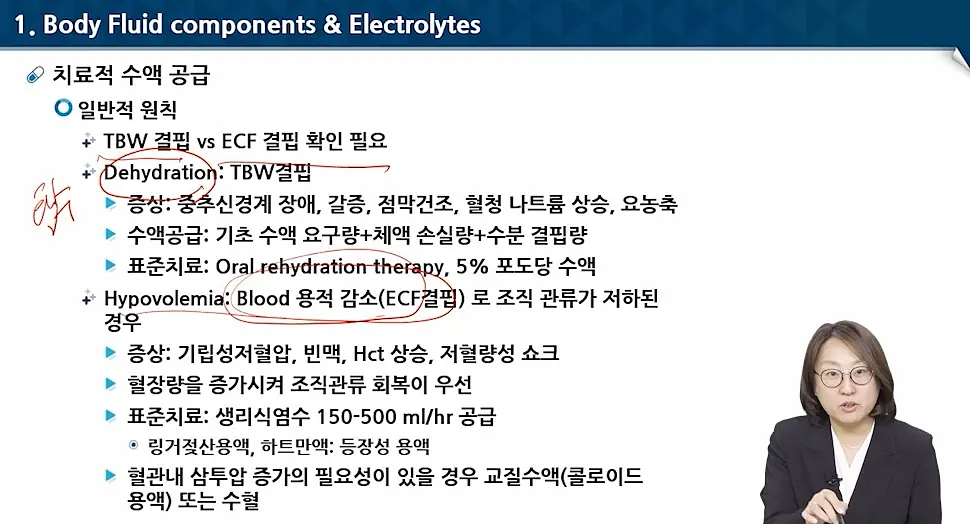 1. Body Fluid components & Electrolytes
치료적 수액 공급
일반적 원칙
TBW 결핍 vs ECF 결핍 확인 필요
Dehydration: TBW결핍
증상: 중추신경계 장애, 갈증, 점막건조, 혈청 나트륨 상승, 요농축
수액공급: 기초 수액 요구량+체액 손실량+수분 결핍량
표준치료: Oral rehydration therapy, 5% 포도당 수액
Hypovolemia: Blood 용적 감소(ECF결핍) 로 조직 관류가 저하된
경우
증상: 기립성저혈압, 빈맥, Hct 상승, 저혈량성 쇼크
혈장량을 증가시켜 조직관류 회복이 우선
표준치료: 생리식염수 150-500 ml/hr 공급
링거젖산용액, 하트만액: 등장성 용액
혈관내 삼투압 증가의 필요성이 있을 경우 교질수액(콜로이드
용액) 또는 수혈